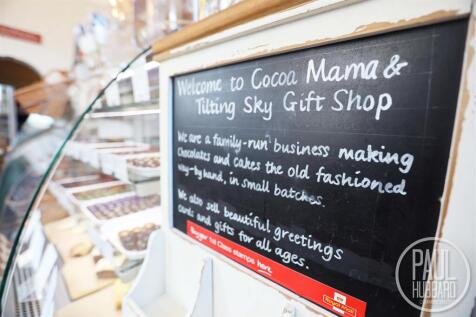 Welcome to Cocoa Mama &
Tilting Sky Gift Shop
We are a family-run business making
Chocolates and cakes the old fashioned
way-by hand, in small batches.
We also sell beautiful greetings
cards and gifts for all ages.
1st Class stamps here.
Royal Mail
PAUL
HUBBARD